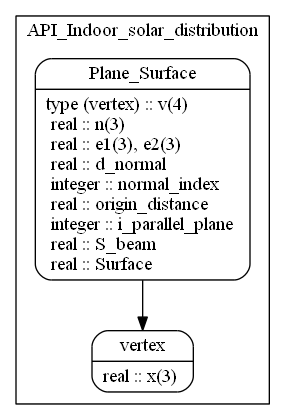 API_Indoor_solar_distribution
Plane_Surface
type (vertex) :: v(4)
real :: n(3)
real :: e1(3), e2(3)
real :: d_normal
integer :: normal_index
real :: origin_distance
integer :: i_parallel_plane
real :: S_beam
real :: Surface
vertex
real :: x(3)